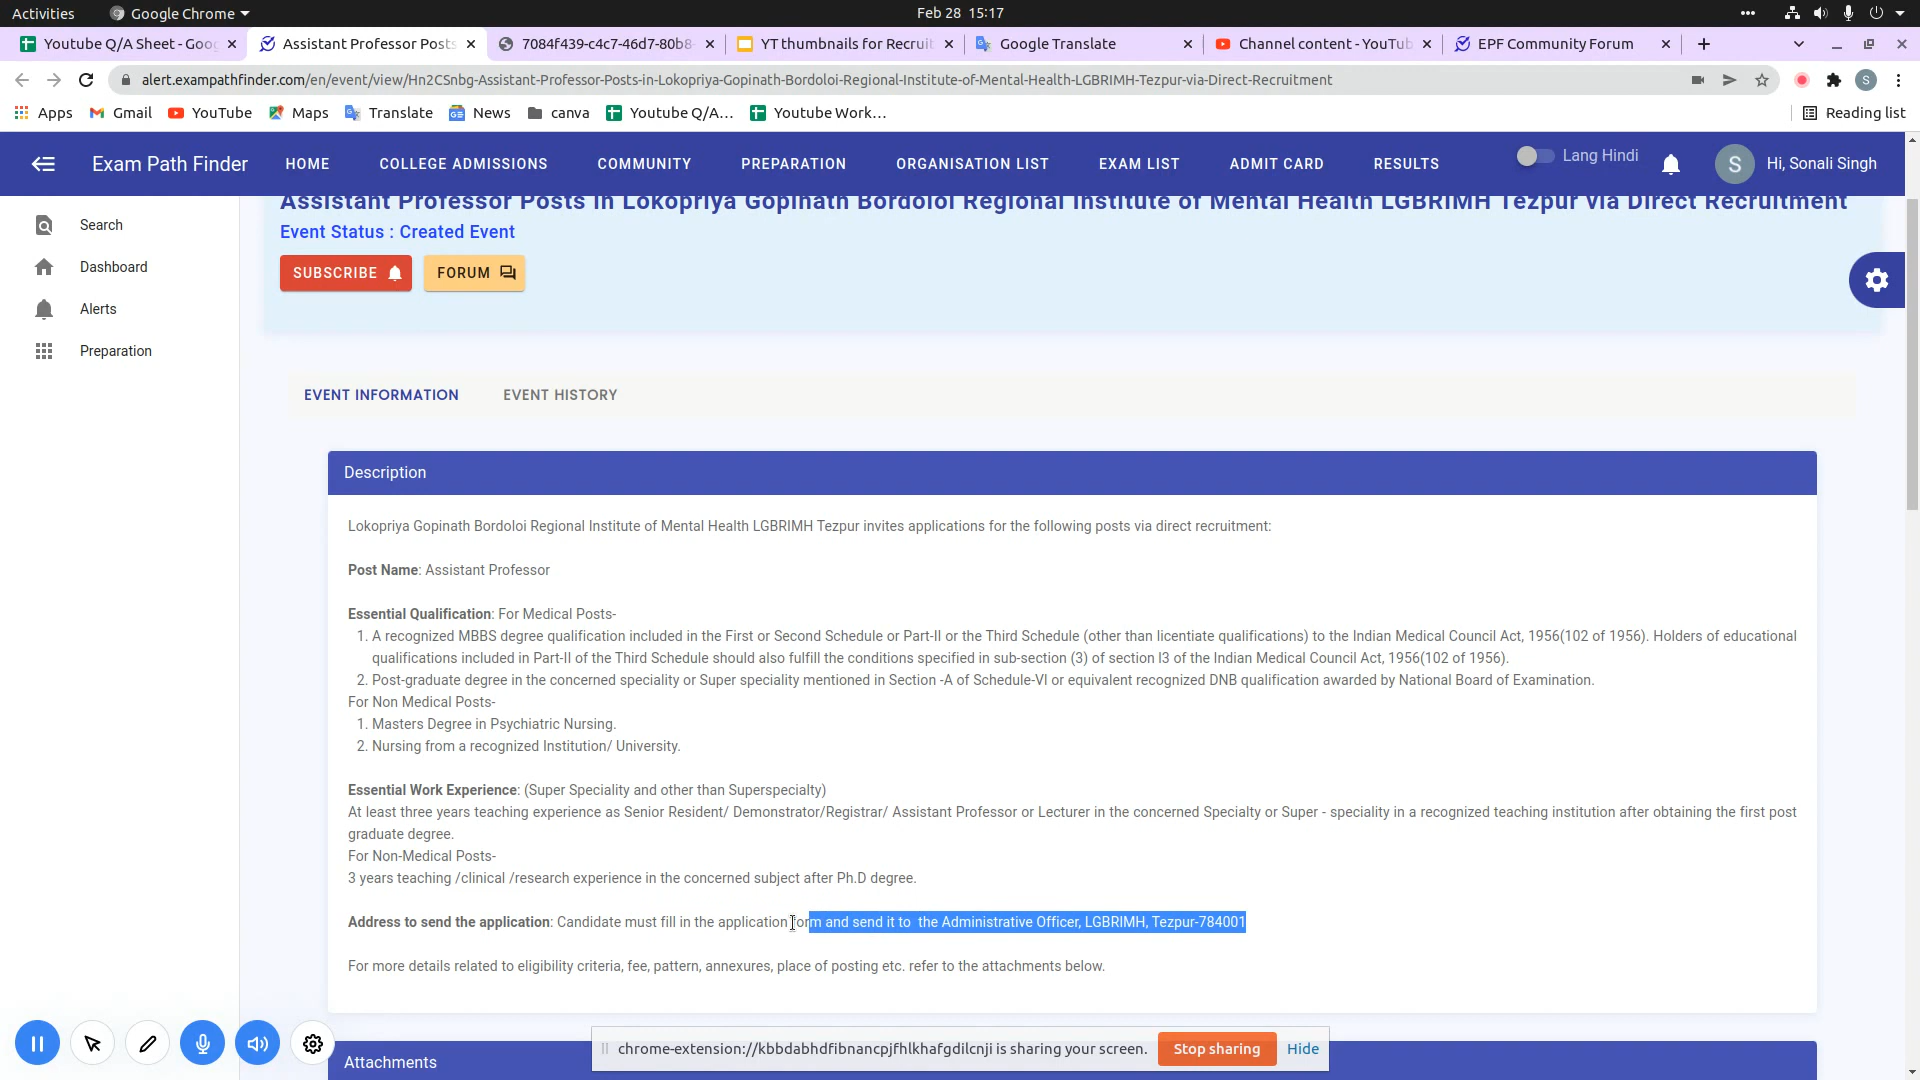 Activities
Google Chrome
Feb 28 15:17
Youtube Q/A Sheet - Goog
Assistant Professor Posts
7084f439-c4c7-46d7-80b8-
YT thumbnails for Recruit
Google Translate
Channel content - YouTub
EPF Community Forum
alert.exampathfinder.com/en/event/view/Hn2CSnbg-Assistant-Professor-Posts-in-Lokopriya-Gopinath-Bordoloi-Regional-Institute-of-Mental-Health-LGBRIMH-Tezpur-via-Direct-Recruitment
S
Apps
Gmail
YouTube
Maps
Translate
News
canva
Youtube Q/A...
Youtube Work...
Reading list
Exam Path Finder
HOME
COLLEGE ADMISSIONS
COMMUNITY
PREPARATION
ORGANISATION LIST
EXAM LIST
ADMIT CARD
RESULTS
Lang Hindi
S
Hi, Sonali Singh
Search
Dashboard
Alerts
Preparation
Assistant Professor Posts in Lokopriya Gopinath Bordoloi Regional Institute of Mental Health LGBRIMH Tezpur via Direct Recruitment
Event Status : Created Event
SUBSCRIBE
FORUM
EVENT INFORMATION
EVENT HISTORY
Description
Lokopriya Gopinath Bordoloi Regional Institute of Mental Health LGBRIMH Tezpur invites applications for the following posts via direct recruitment:
Post Name: Assistant Professor
Essential Qualification: For Medical Posts-
1. A recognized MBBS degree qualification included in the First or Second Schedule or Part-II or the Third Schedule (other than licentiate qualifications) to the Indian Medical Council Act, 1956(102 of 1956). Holders of educational
qualifications included in Part-II of the Third Schedule should also fulfill the conditions specified in sub-section (3) of section l3 of the Indian Medical Council Act, 1956(102 of 1956).
2. Post-graduate degree in the concerned speciality or Super speciality mentioned in Section -A of Schedule-VI or equivalent recognized DNB qualification awarded by National Board of Examination.
For Non Medical Posts-
1. Masters Degree in Psychiatric Nursing.
2. Nursing from a recognized Institution/ University.
Essential Work Experience: (Super Speciality and other than Superspecialty)
At least three years teaching experience as Senior Resident/ Demonstrator/Registrar/ Assistant Professor or Lecturer in the concerned Specialty or Super - speciality in a recognized teaching institution after obtaining the first post
graduate degree.
For Non-Medical Posts-
3 years teaching /clinical /research experience in the concerned subject after Ph.D degree.
Address to send the application: Candidate must fill in the application form and send it to the Administrative Officer, LGBRIMH, Tezpur-784001
For more details related to eligibility criteria, fee, pattern, annexures, place of posting etc. refer to the attachments below.
Attachments
chrome-extension://kbbdabhdfibnancpjfhlkhafgdilcnji is sharing your screen.
Stop sharing
Hide